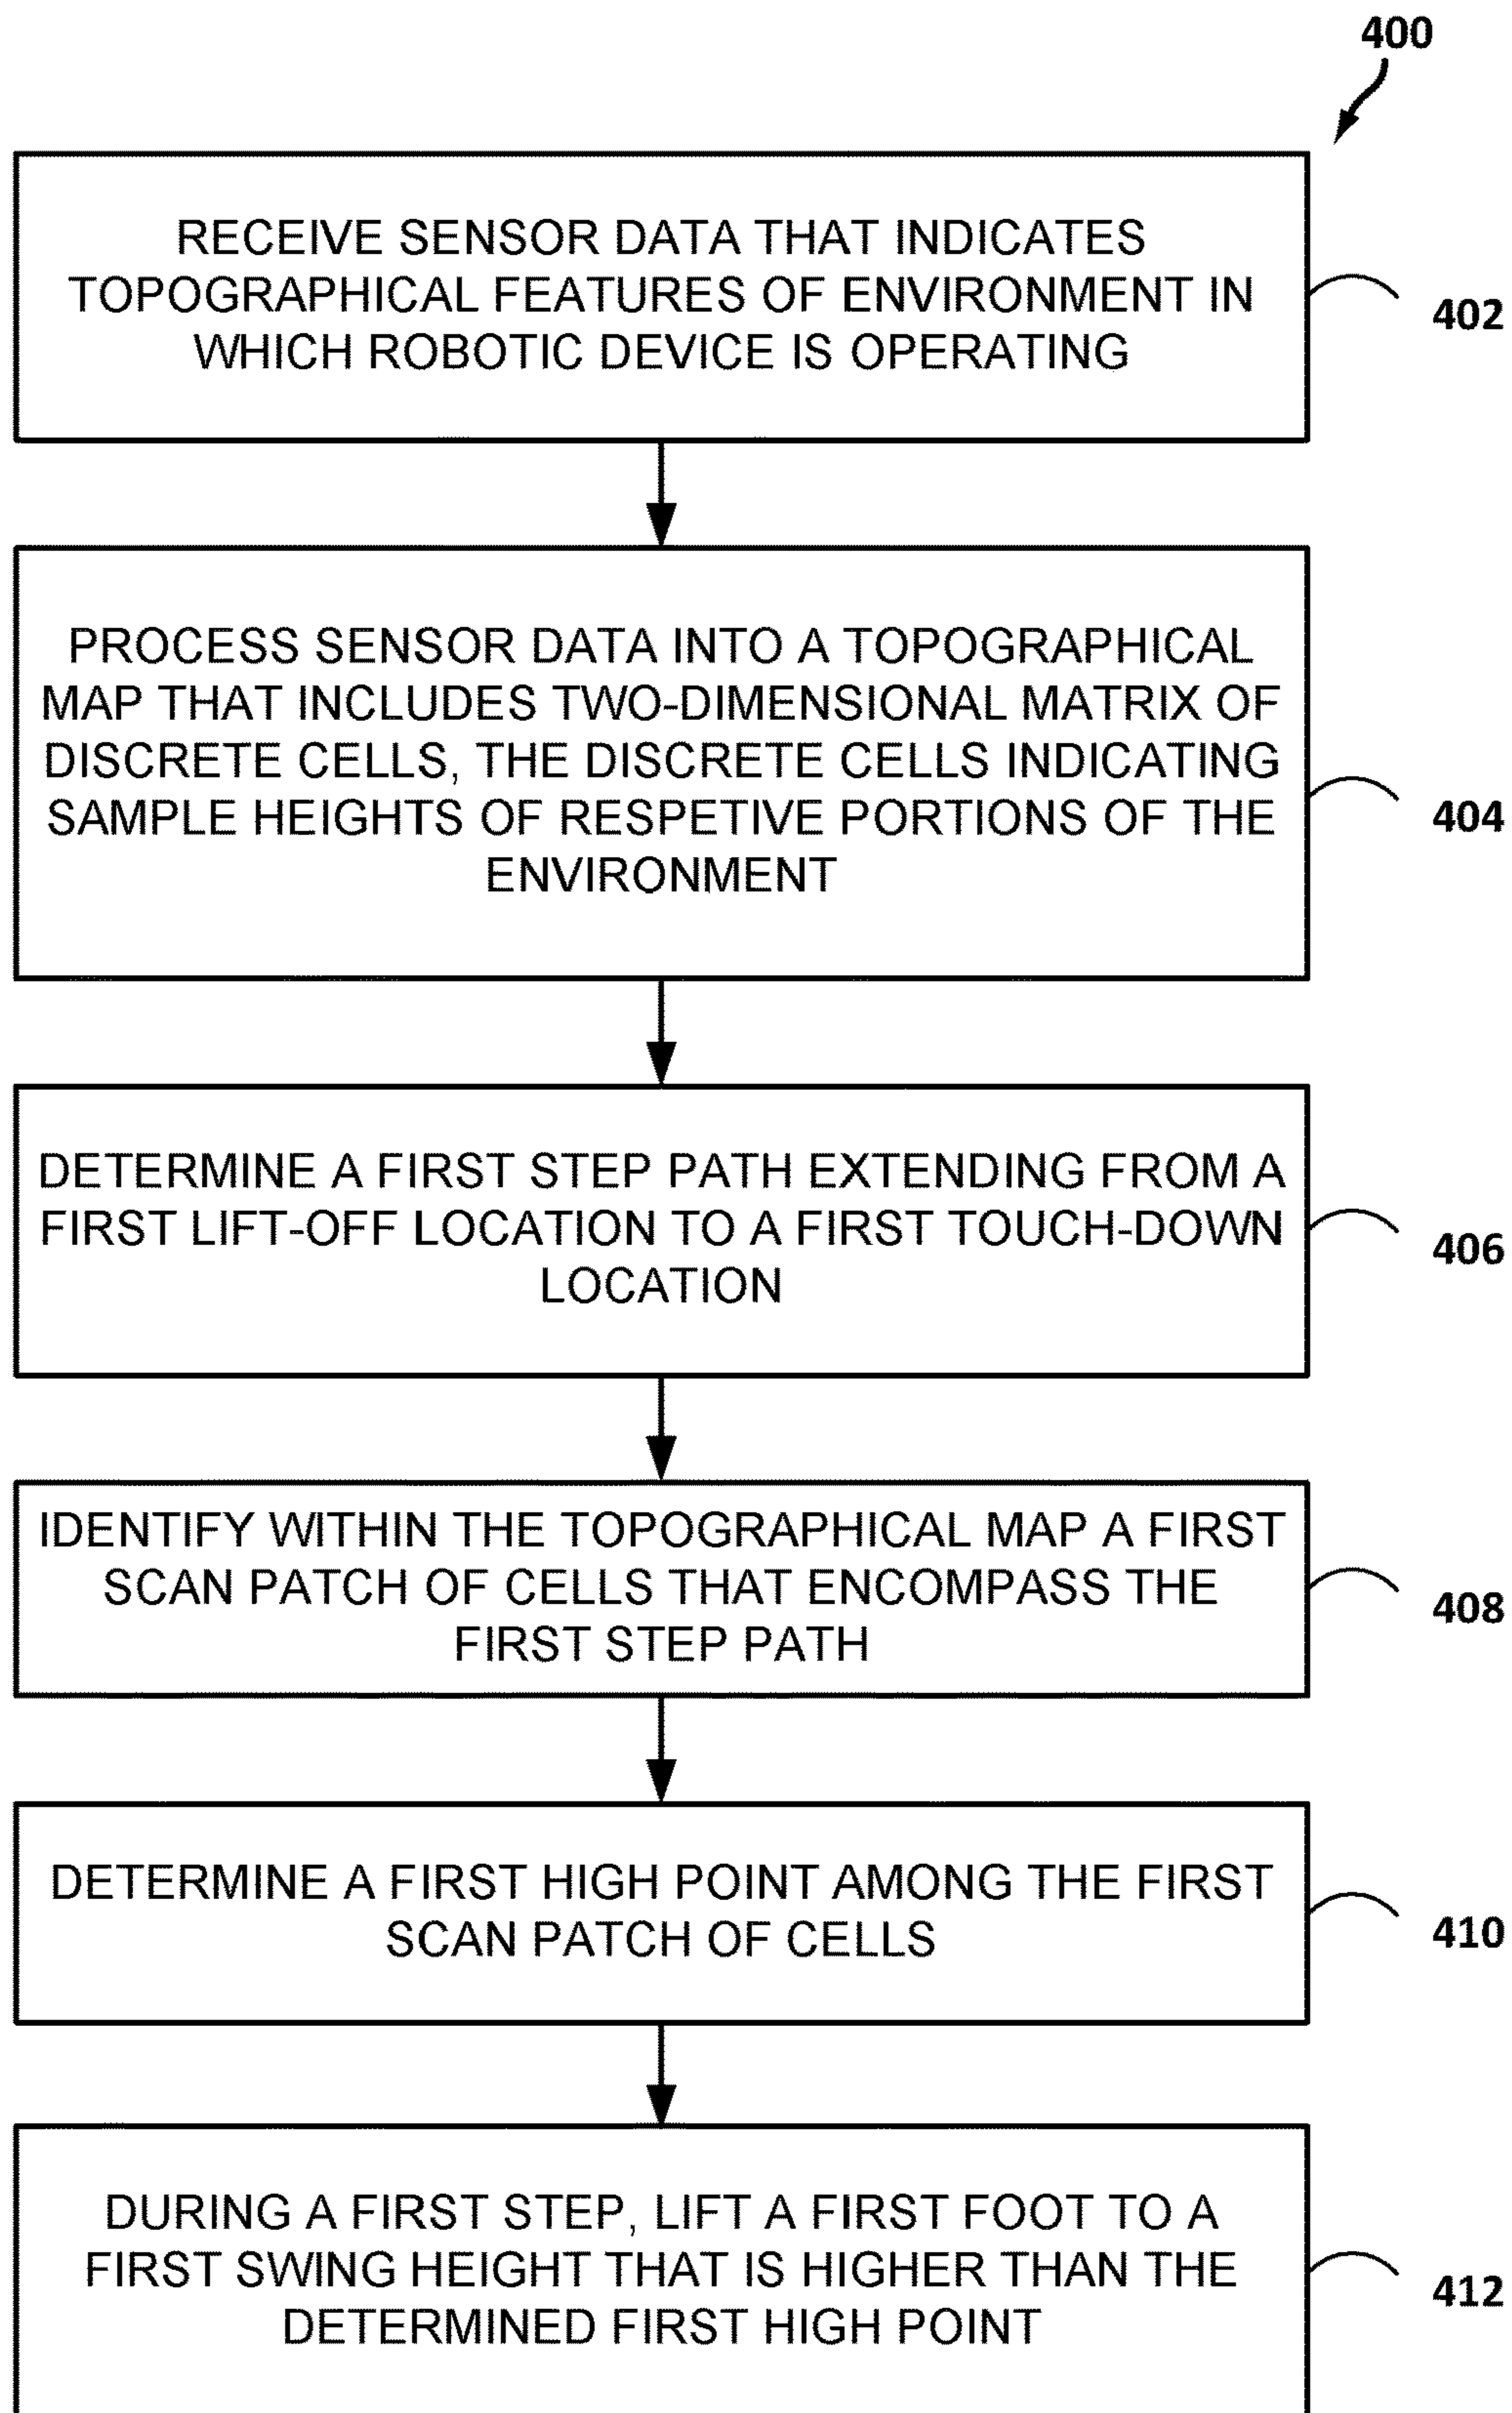 400
RECEIVE SENSOR DATA THAT INDICATES
TOPOGRAPHICAL FEATURES OF ENVIRONMENT IN
WHICH ROBOTIC DEVICE IS OPERATING
402
PROCESS SENSOR DATA INTO A TOPOGRAPHICAL
MAP THAT INCLUDES TWO-DIMENSIONAL MATRIX OF
DISCRETE CELLS, THE DISCRETE CELLS INDICATING
SAMPLE HEIGHTS OF RESPETIVE PORTIONS OF THE
ENVIRONMENT
404
DETERMINE A FIRST STEP PATH EXTENDING FROM A
FIRST LIFT-OFF LOCATION TO A FIRST TOUCH-DOWN
LOCATION
406
IDENTIFY WITHIN THE TOPOGRAPHICAL MAP A FIRST
SCAN PATCH OF CELLS THAT ENCOMPASS THE
FIRST STEP PATH
408
DETERMINE A FIRST HIGH POINT AMONG THE FIRST
SCAN PATCH OF CELLS
410
DURING A FIRST STEP, LIFT A FIRST FOOT TO A
FIRST SWING HEIGHT THAT IS HIGHER THAN THE
DETERMINED FIRST HIGH POINT
412